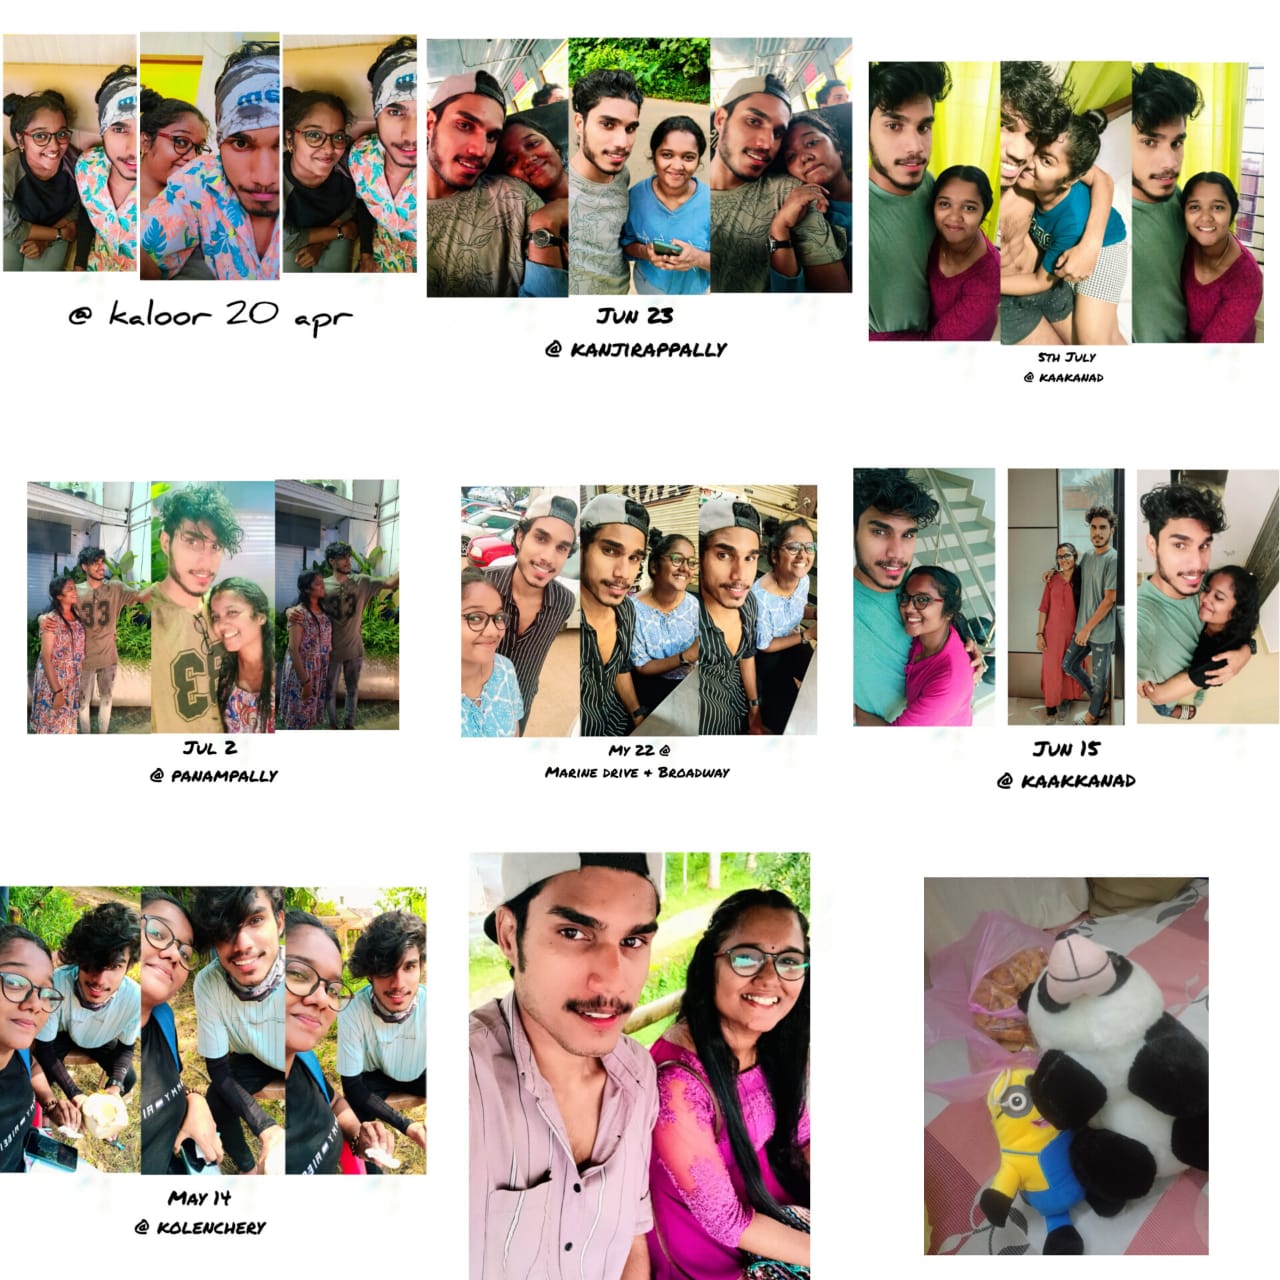 @ kaloor 20 apr
Jun 23
@ kanjirappally
5th July
@ kaakanad
Jul 2
@ panampally
My 22 @
Marine drive & Broadway
Jun 15
@ kaakkanad
May 14
@ kolenchery
33